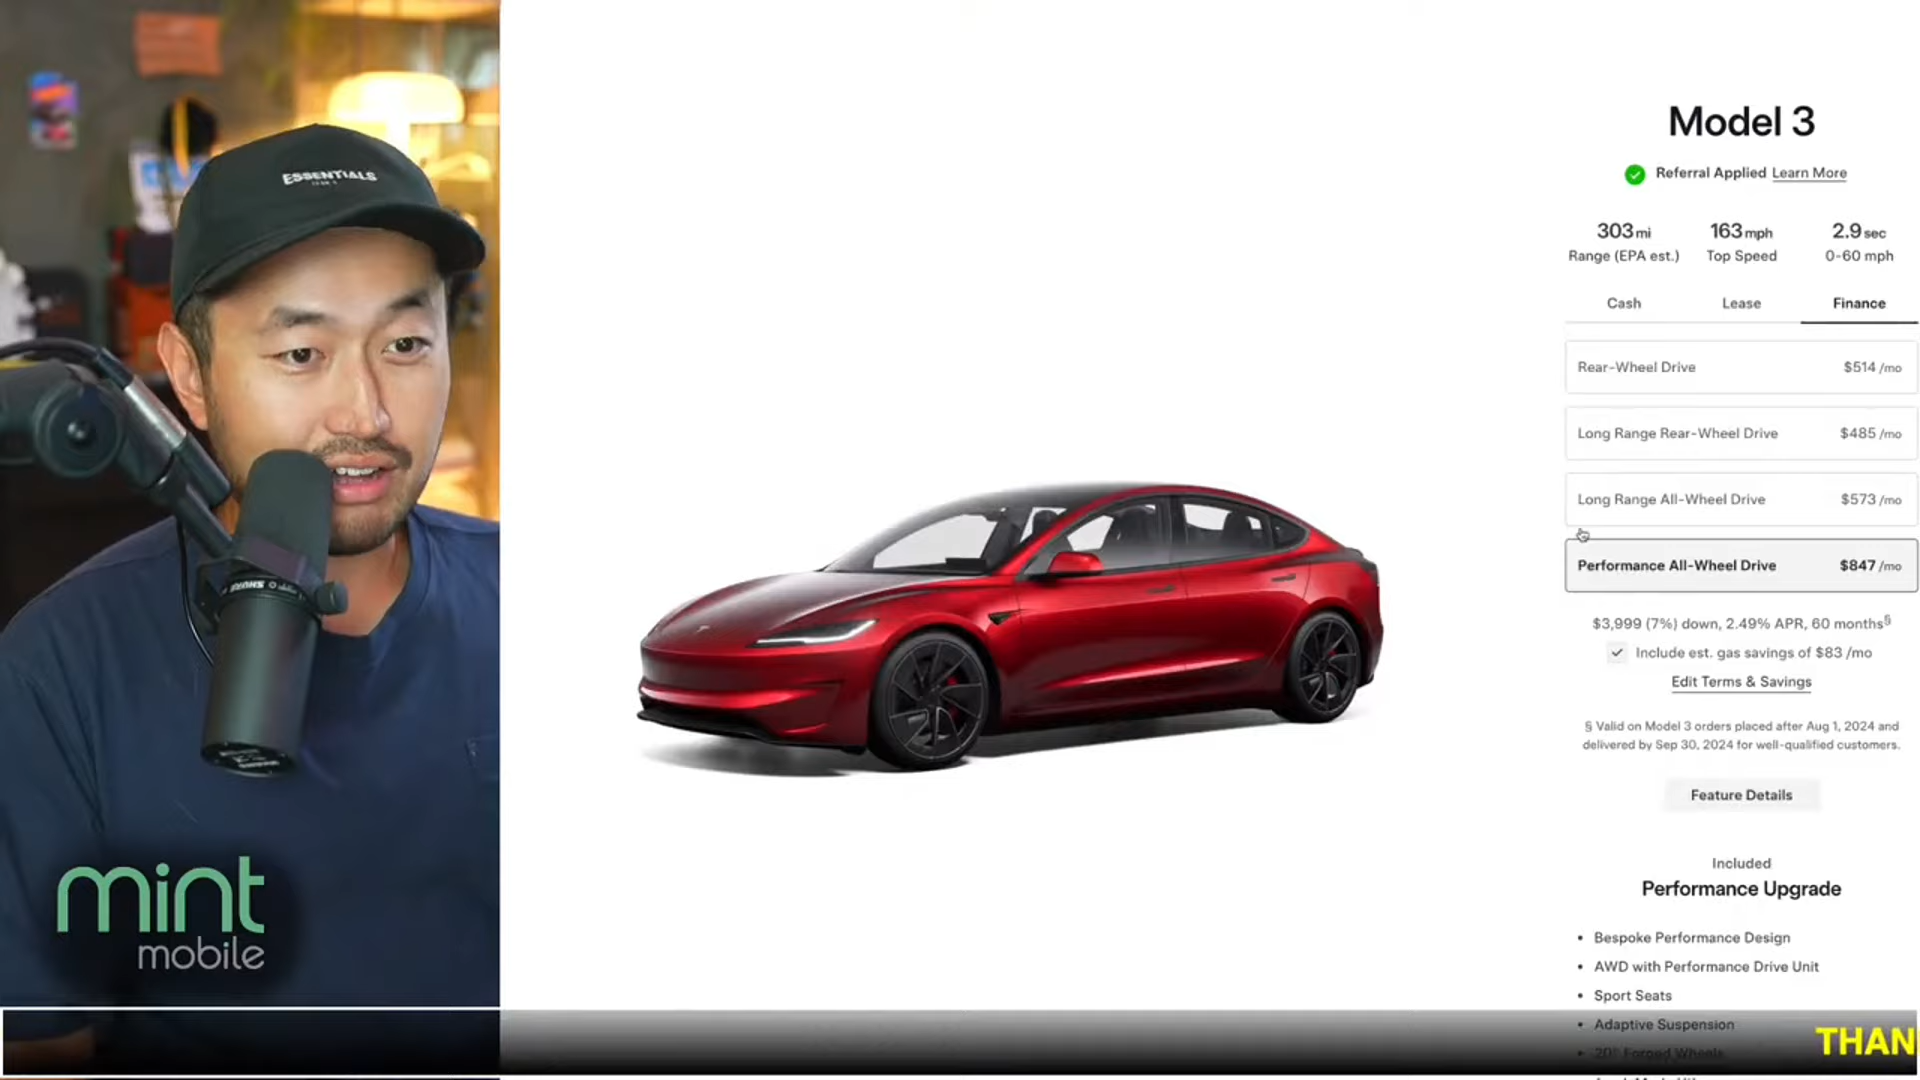 ESSENTIALS
SHURE
mint
mobile
Model 3
Referral Applied Learn More
303 mi 163 mph 2.9 sec
Range (EPA est.) Top Speed 0-60 mph
Cash Lease Finance
Rear-Wheel Drive $514 /mo
Long Range Rear-Wheel Drive $485 /mo
Long Range All-Wheel Drive $573 /mo
Performance All-Wheel Drive $847 /mo
$3,999 (7%) down, 2.49% APR, 60 months§
Include est. gas savings of $83 /mo
Edit Terms & Savings
§ Valid on Model 3 orders placed after Aug 1, 2024 and
delivered by Sep 30, 2024 for well-qualified customers.
Feature Details
Included
Performance Upgrade
• Bespoke Performance Design
• AWD with Performance Drive Unit
• Sport Seats
• Adaptive Suspension
• 20" Forged Wheels
THAN